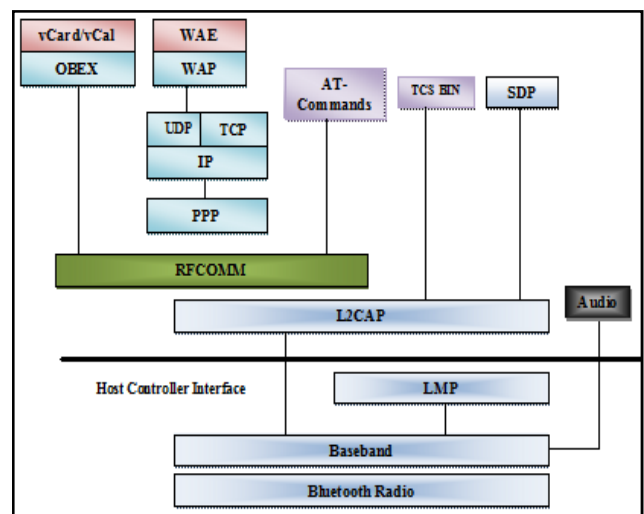 vCard/vCal
WAE
OBEX
WAP
AT-
Commands
TCS BIN
SDP
UDP
TCP
IP
PPP
RFCOMM
Audio
L2CAP
Host Controller Interface
LMP
Baseband
Bluetooth Radio